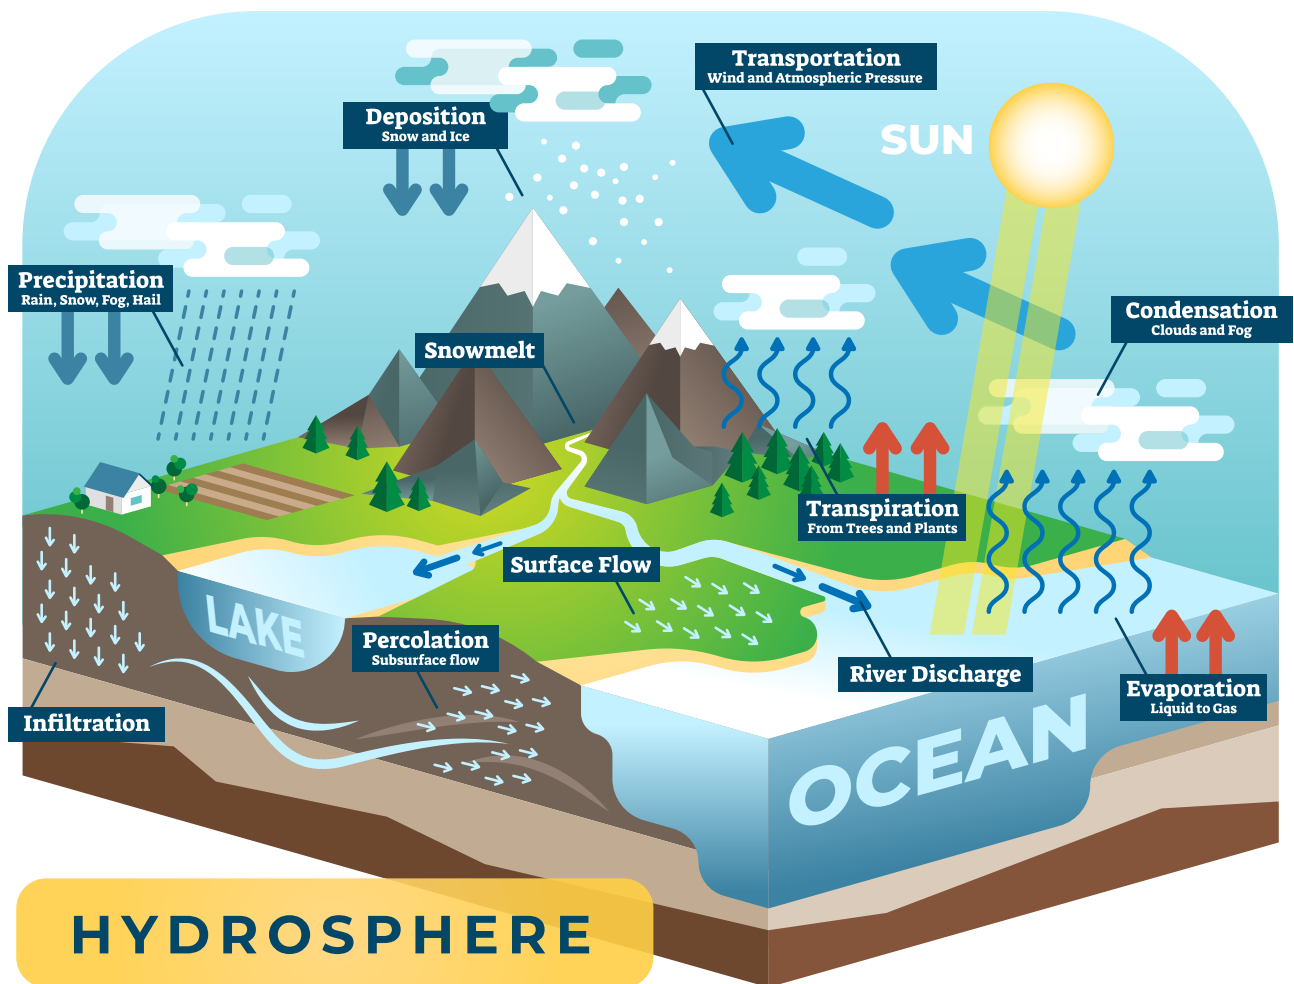 Transportation
Wind and Atmospheric Pressure
Deposition
Snow and Ice
SUN
Precipitation
Rain, Snow, Fog, Hail
Condensation
Clouds and Fog
Snowmelt
Transpiration
From Trees and Plants
Surface Flow
LAKE
Percolation
Subsurface flow
River Discharge
Evaporation
Liquid to Gas
Infiltration
OCEAN
HYDROSPHERE